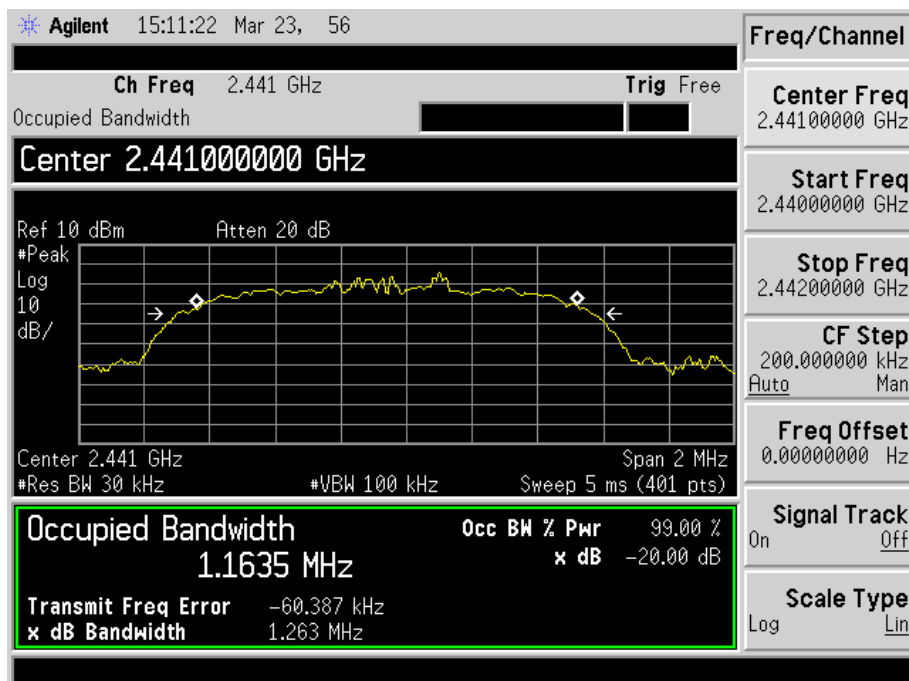 Agilent 15:11:22 Mar 23, 56
Ch Freq 2.441 GHz Trig Free
Occupied Bandwidth
Center 2.441000000 GHz
Ref 10 dBm Atten 20 dB
#Peak
Log
10
dB/
Center 2.441 GHz Span 2 MHz
#Res BW 30 kHz #VBW 100 kHz Sweep 5 ms (401 pts)
Occupied Bandwidth
1.1635 MHz
Occ BW % Pwr 99.00 %
x dB -20.00 dB
Transmit Freq Error -60.387 kHz
x dB Bandwidth 1.263 MHz
Freq/Channel
Center Freq
2.44100000 GHz
Start Freq
2.44000000 GHz
Stop Freq
2.44200000 GHz
CF Step
200.000000 kHz
Auto Man
Freq Offset
0.00000000 Hz
Signal Track
On Off
Scale Type
Log Lin